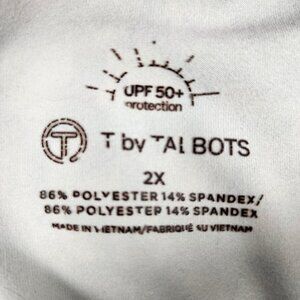 UPF 50+
protection
T by TALBOTS
2X
86% POLYESTER 14% SPANDEX/
86% POLYESTER 14% SPANDEX
MADE IN VIETNAM/FABRIQUÉ AU VIETNAM